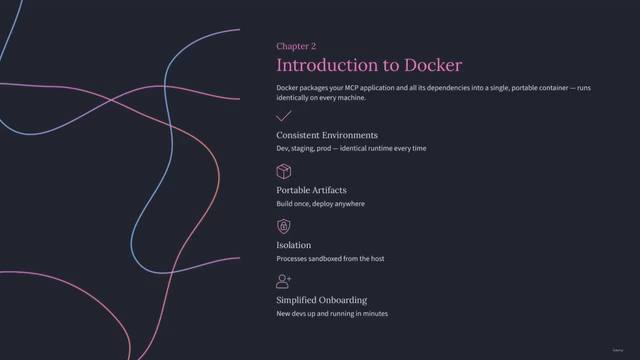 Chapter 2
Introduction to Docker
Docker packages your MCP application and all its dependencies into a single, portable container — runs
identically on every machine.
Consistent Environments
Dev, staging, prod — identical runtime every time
Portable Artifacts
Build once, deploy anywhere
Isolation
Processes sandboxed from the host
Simplified Onboarding
New devs up and running in minutes